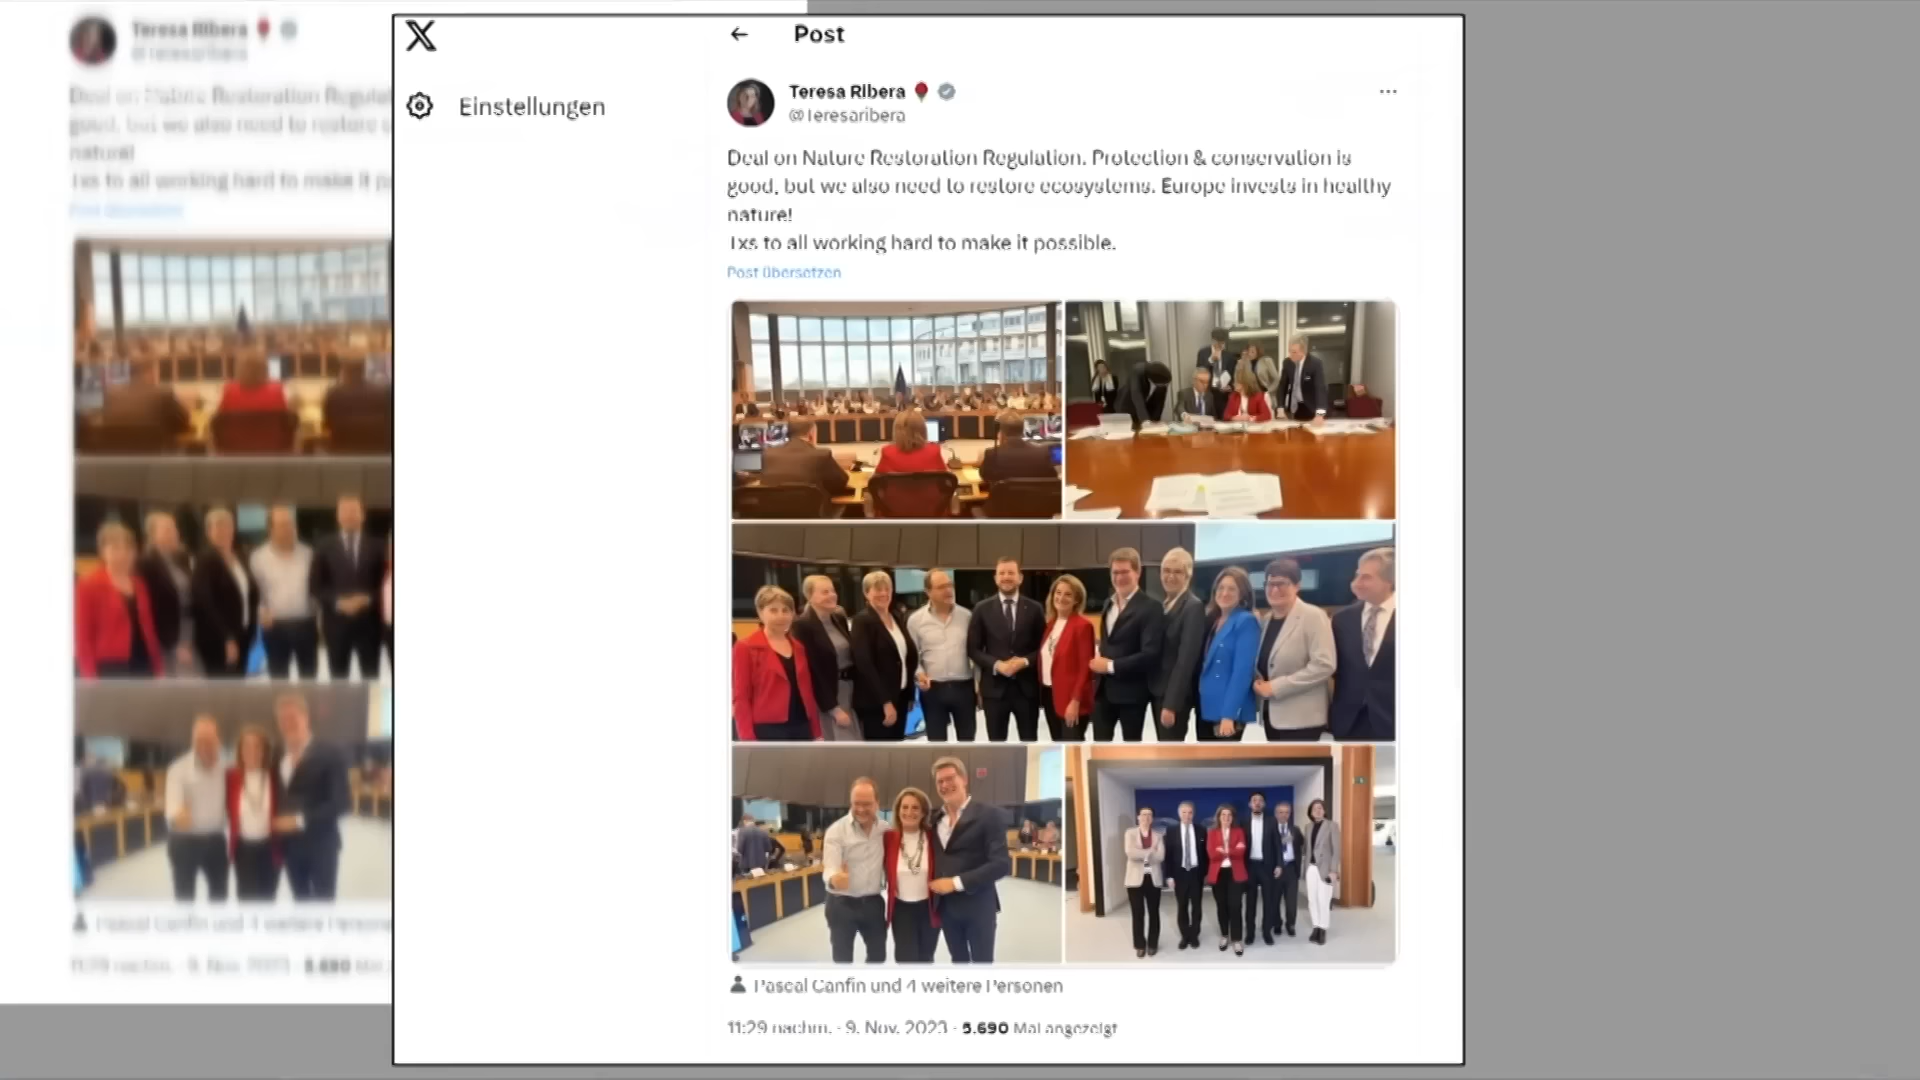 Teresa Ribera
X
Einstellungen
Post
Teresa Ribera
@Teresaribera
Deal on Nature Restoration Regulation. Protection & conservation is
good, but we also need to restore ecosystems. Europe invests in healthy
nature!
Txs to all working hard to make it possible.
Post übersetzen
Pascal Canfin und 4 weitere Personen
11:29 nachm. · 9. Nov. 2023 · 5.690 Mal angezeigt